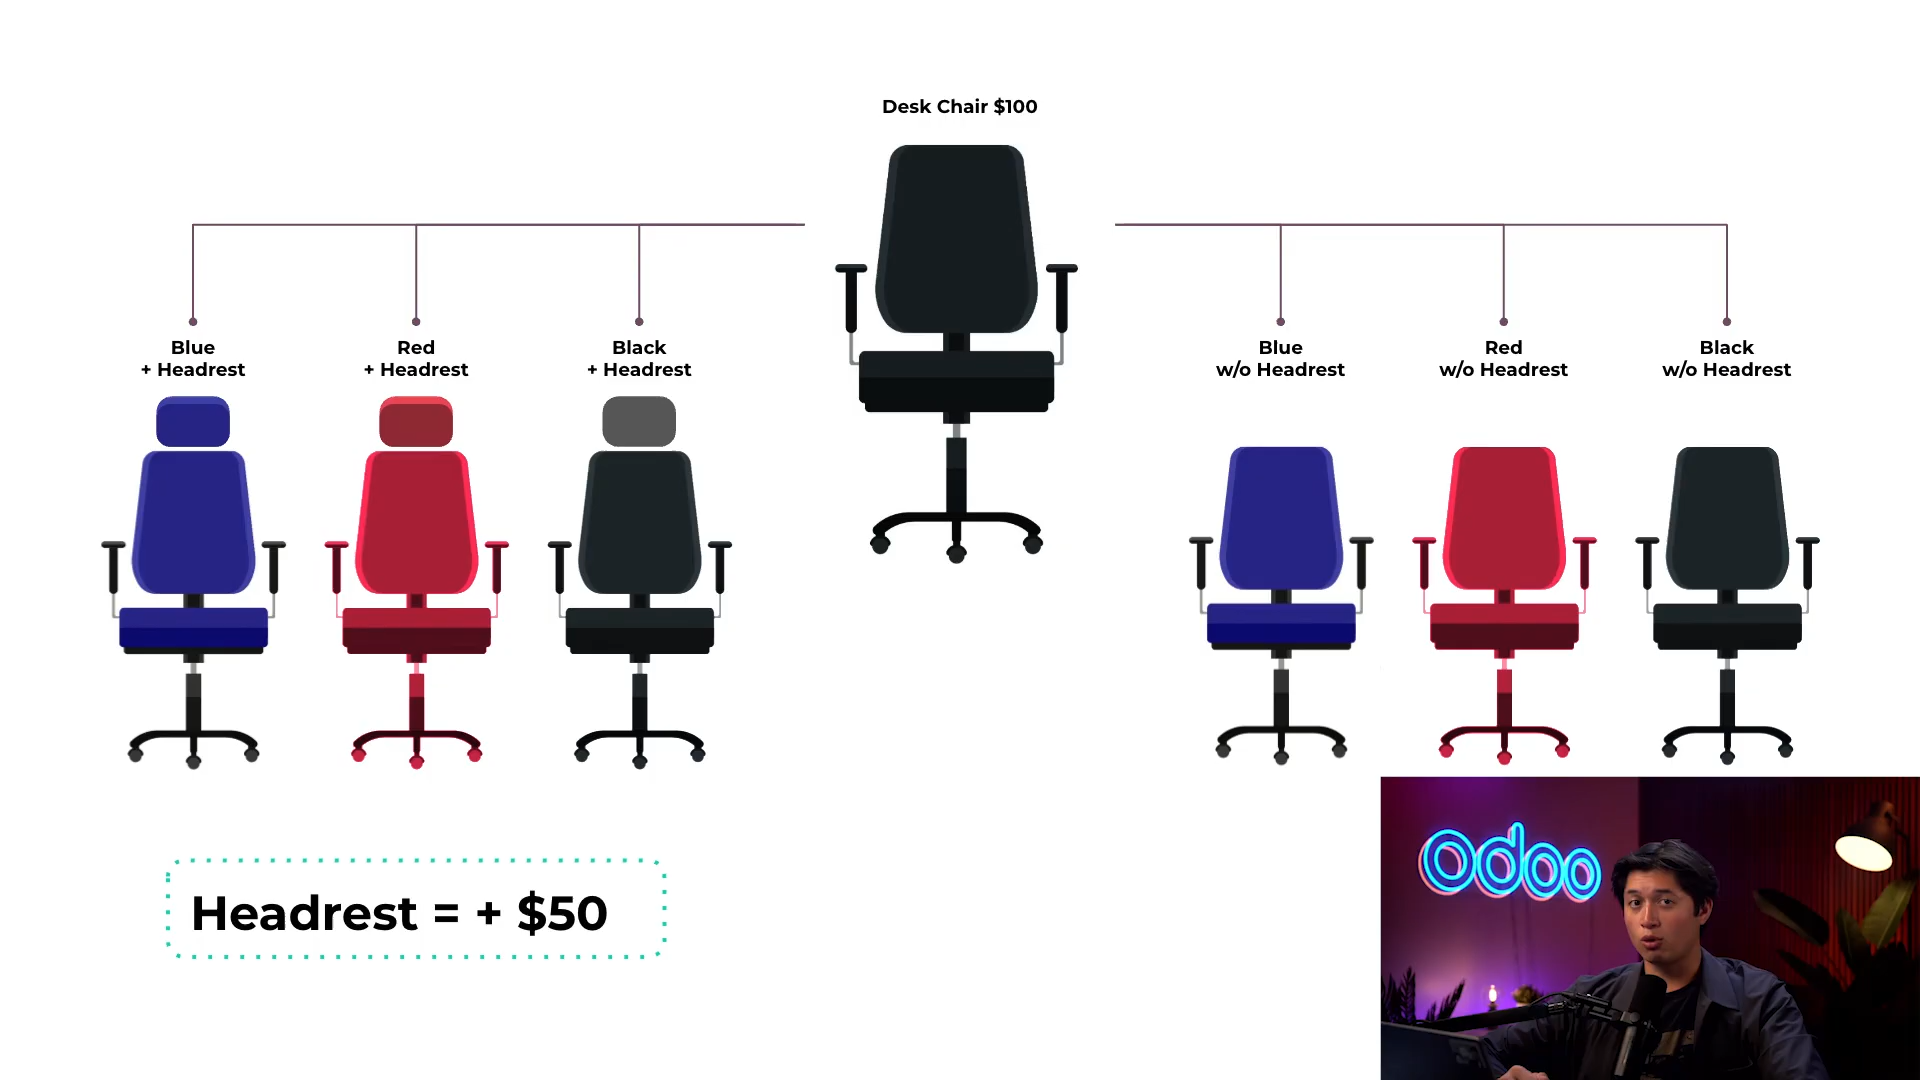 Desk Chair $100
Blue
+ Headrest
Red
+ Headrest
Black
+ Headrest
Blue
w/o Headrest
Red
w/o Headrest
Black
w/o Headrest
Headrest = + $50
odoo